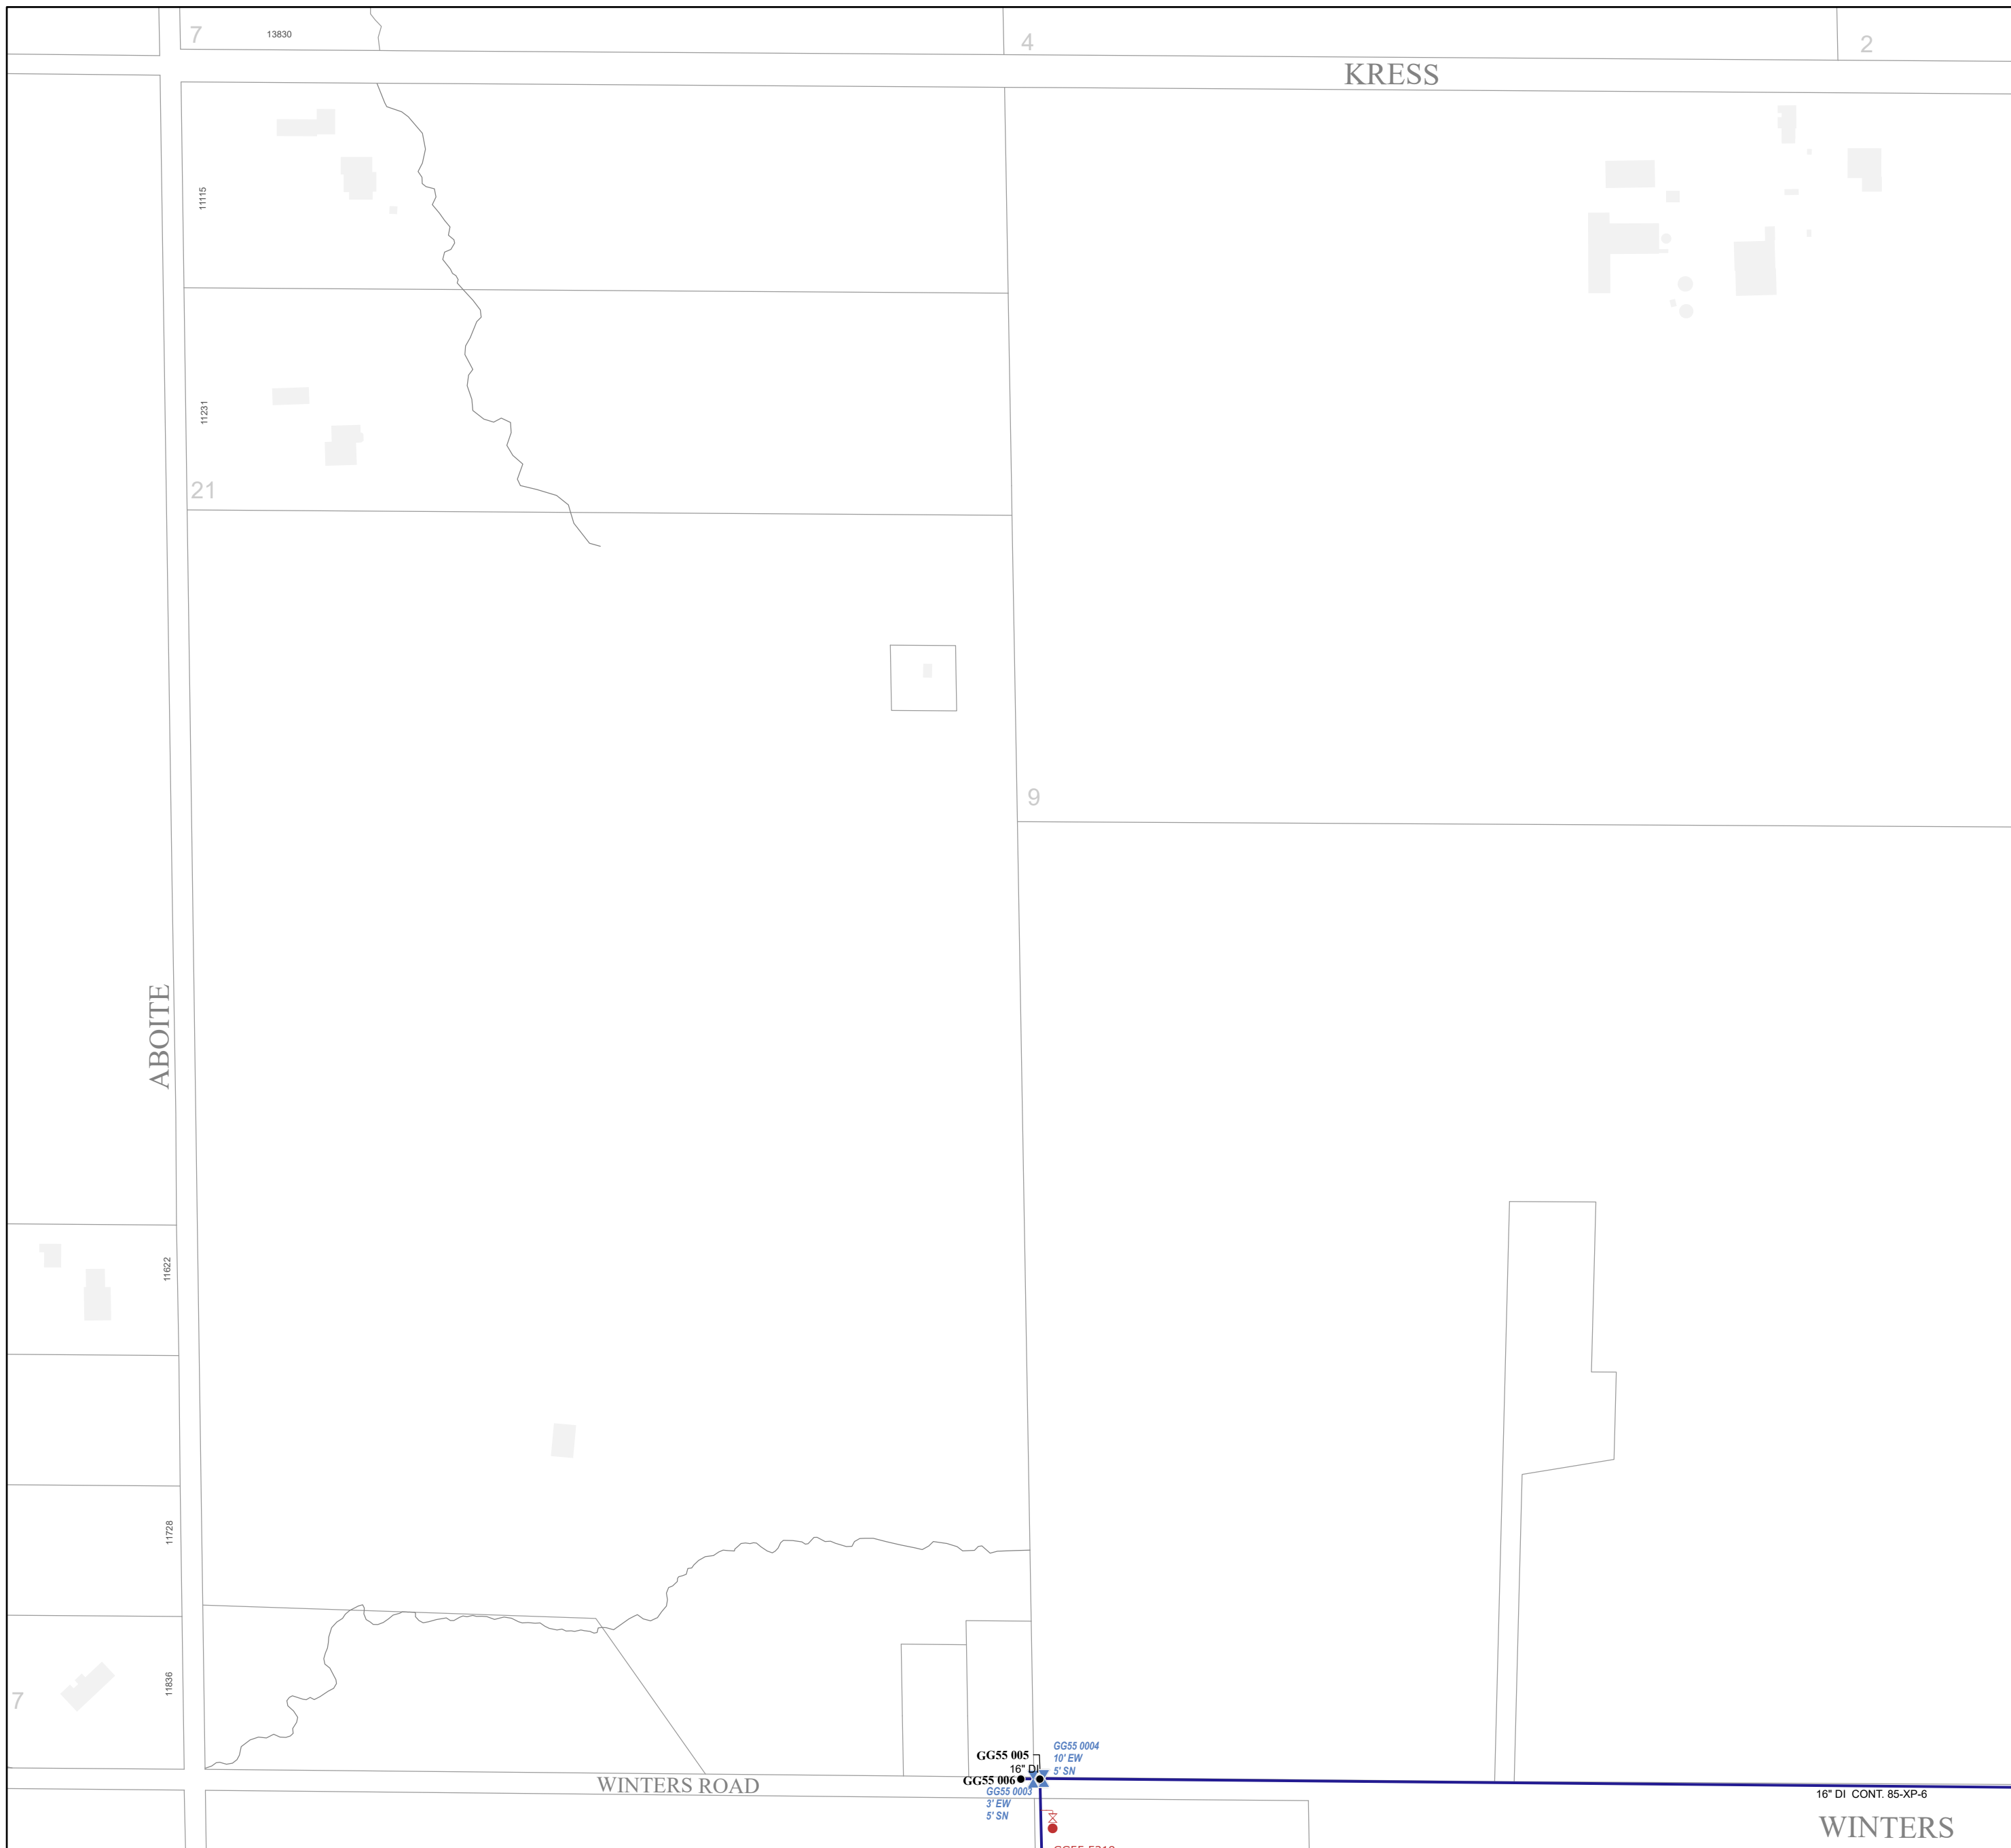 7
13830
4
2
KRESS
11115
11231
21
9
ABOITE
11622
11728
11836
7
GG55 005
GG55 0004
10' EW
5' SN
16" DI
GG55 006
GG55 0003
3' EW
5' SN
WINTERS ROAD
16" DI CONT. 85-XP-6
WINTERS